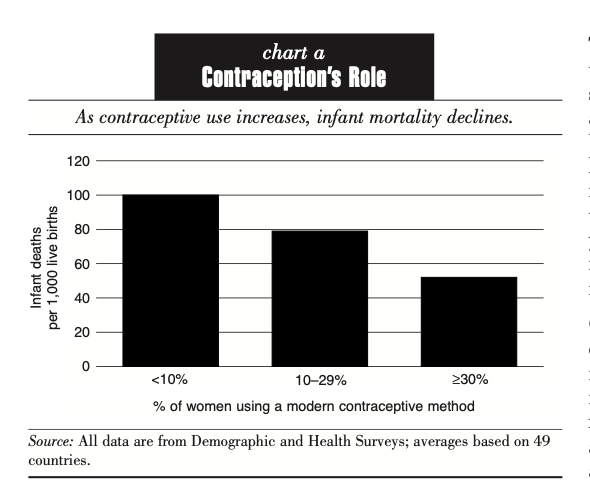 chart a
Contraception's Role
As contraceptive use increases, infant mortality declines.
120
100
80
60
40
20
0
Infant deaths
per 1,000 live births
<10%
10–29%
≥30%
% of women using a modern contraceptive method
Source: All data are from Demographic and Health Surveys; averages based on 49
countries.